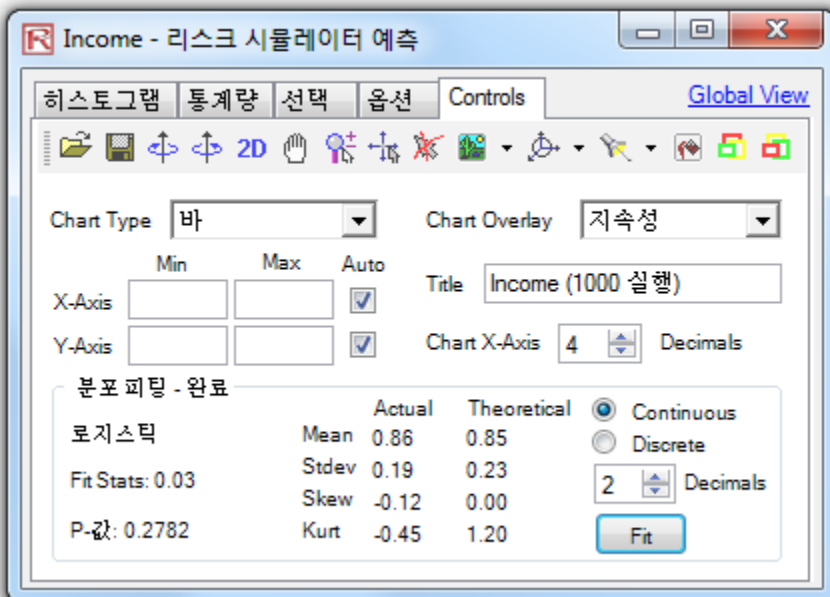 Income - 리스크 시뮬레이터 예측
히스토그램 통계량 선택 옵션 Controls Global View
2D
Chart Type 바 Chart Overlay 지속성
Min Max Auto
Title Income (1000 실행)
X-Axis
Y-Axis Chart X-Axis 4 Decimals
분포 피팅 - 완료
Actual Theoretical Continuous
로지스틱 Mean 0.86 0.85 Discrete
Fit Stats: 0.03 Stdev 0.19 0.23 2 Decimals
Skew -0.12 0.00
P-값: 0.2782 Kurt -0.45 1.20 Fit